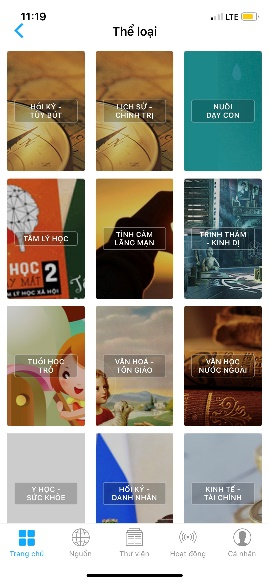 11:19
LTE
Thể loại
HỒI KÝ -
TÙY BÚT
LỊCH SỬ -
CHÍNH TRỊ
NUÔI
DẠY CON
TÂM LÝ HỌC
TÌNH CẢM
LÃNG MẠN
TRINH THÁM
- KINH DỊ
HỌC
2
TUỔI HỌC
TRÒ
VĂN HOÁ -
TÔN GIÁO
VĂN HỌC
NƯỚC NGOÀI
Y HỌC -
SỨC KHỎE
HỒI KÝ -
DANH NHÂN
KINH TẾ -
TÀI CHÍNH
Trang chủ
Nguồn
Thư viện
Hoạt động
Cá nhân